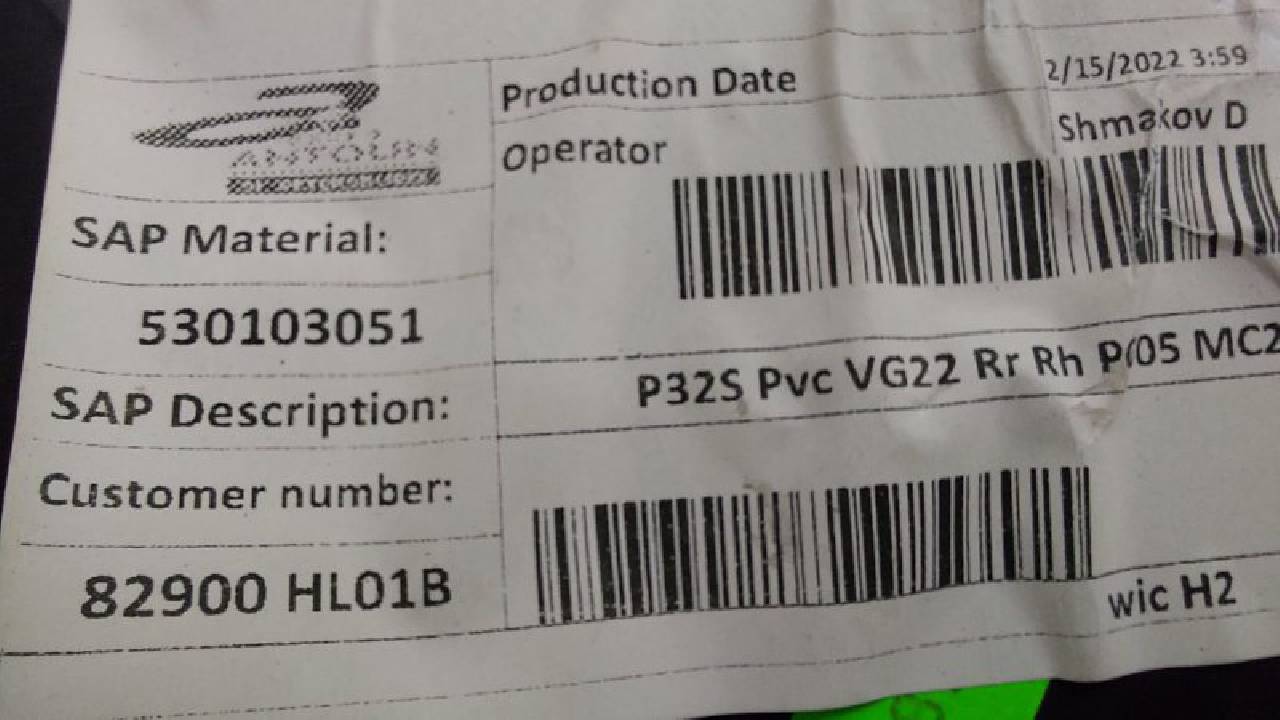 ANTOLIN
Production Date 2/15/2022 3:59
Operator Shmakov D
SAP Material:
530103051
SAP Description: P32S Pvc VG22 Rr Rh P/05 MC2
Customer number:
82900 HL01B
wic H2